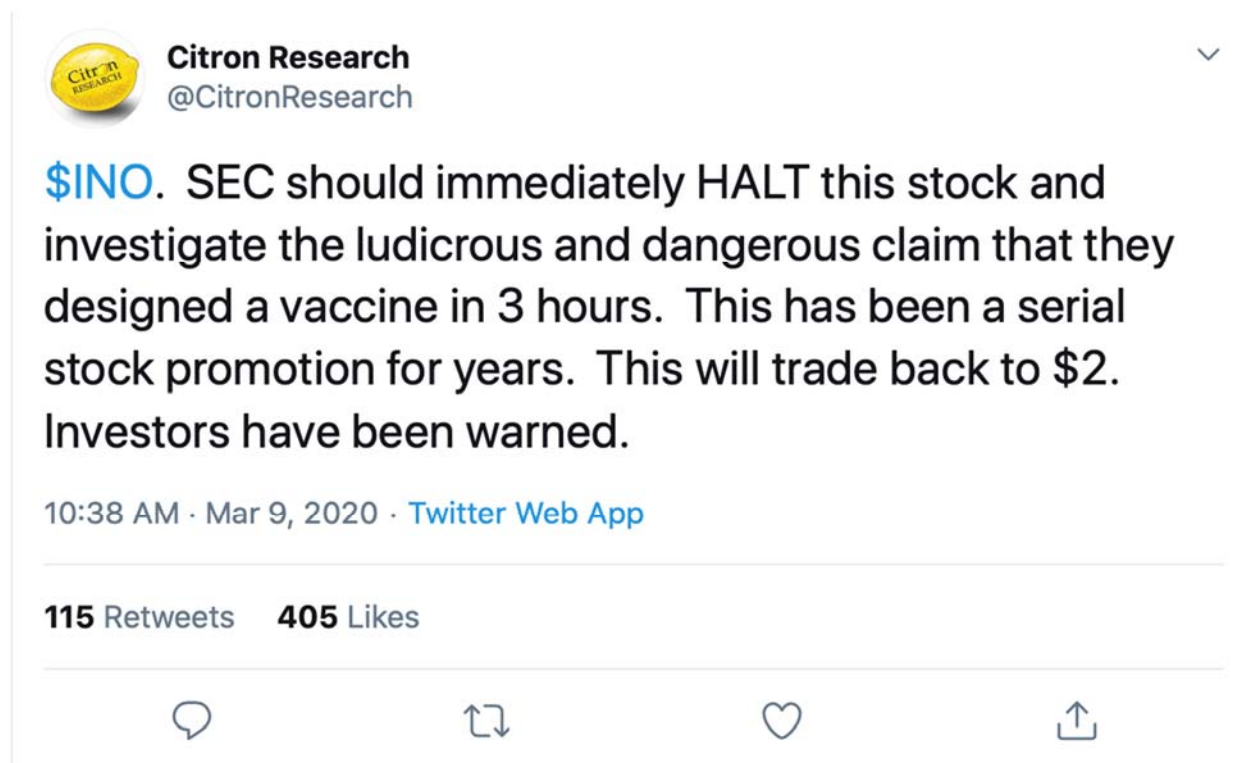 Citron
RESEARCH
Citron Research
@CitronResearch
$INO.  SEC should immediately HALT this stock and
investigate the ludicrous and dangerous claim that they
designed a vaccine in 3 hours.  This has been a serial
stock promotion for years.  This will trade back to $2.
Investors have been warned.
10:38 AM · Mar 9, 2020 · Twitter Web App
115 Retweets 405 Likes